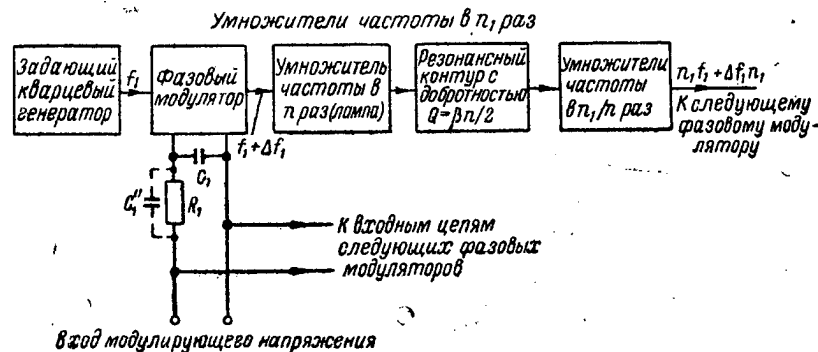 Умножители частоты в n₁ раз
Задающий
кварцевый
генератор
f₁
Фазовый
модулятор
f₁+Δf₁
Умножитель
частоты в
n раз(лампа)
Резонансный
контур с
добротностью
Q=βn/2
Умножители
частоты
в n₁/n раз
n₁f₁+Δf₁n₁
К следующему
фазовому моду-
лятору
C₁
C₁″
R₁
К входным цепям
следующих фазовых
модуляторов
Вход модулирующего напряжения